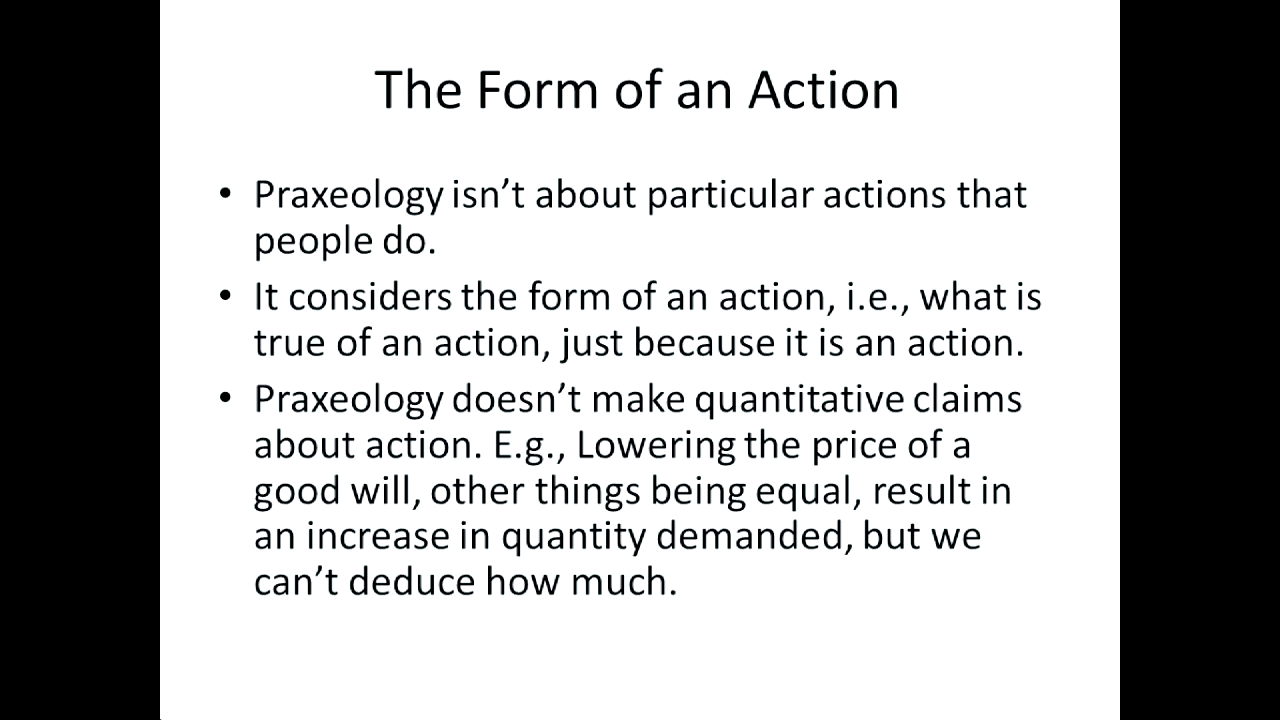 The Form of an Action
• Praxeology isn’t about particular actions that
people do.
• It considers the form of an action, i.e., what is
true of an action, just because it is an action.
• Praxeology doesn’t make quantitative claims
about action. E.g., Lowering the price of a
good will, other things being equal, result in
an increase in quantity demanded, but we
can’t deduce how much.